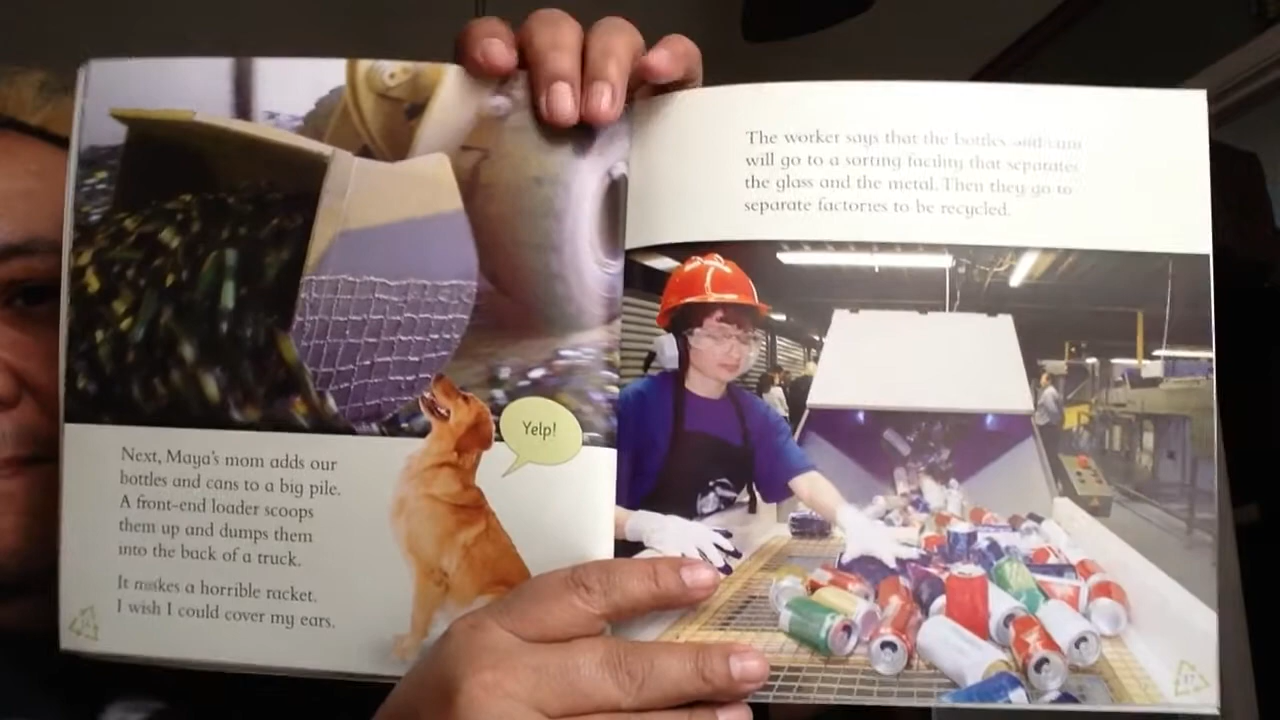 Next, Maya's mom adds our
bottles and cans to a big pile.
A front-end loader scoops
them up and dumps them
into the back of a truck.
It makes a horrible racket.
I wish I could cover my ears.
Yelp!
The worker says that the bottles and cans
will go to a sorting facility that separates
the glass and the metal. Then they go to
separate factories to be recycled.
17